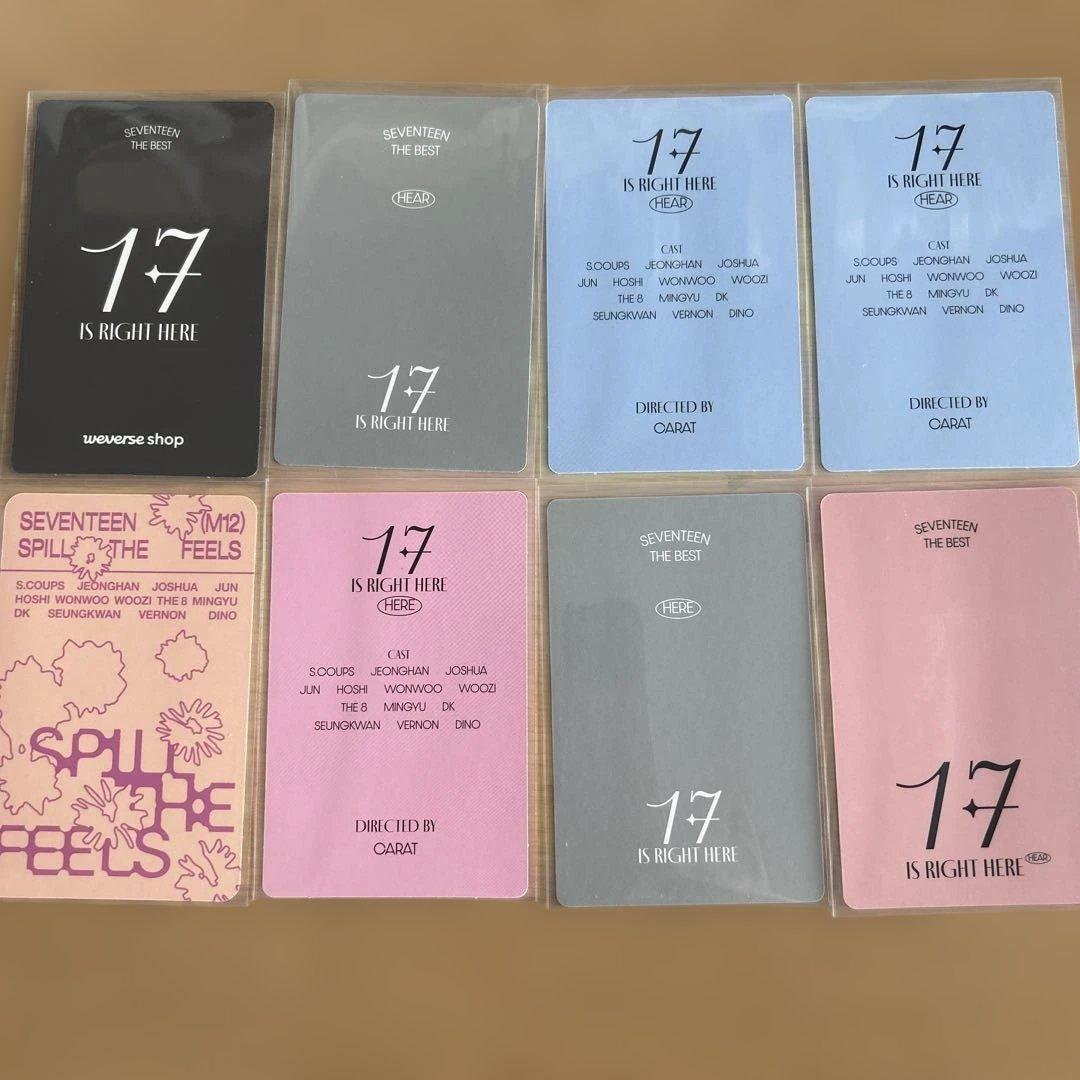 SEVENTEEN
THE BEST
17
IS RIGHT HERE
weverse shop
SEVENTEEN
THE BEST
HEAR
17
IS RIGHT HERE
17
IS RIGHT HERE
HEAR
CAST
S.COUPS JEONGHAN JOSHUA
JUN HOSHI WONWOO WOOZI
THE 8 MINGYU DK
SEUNGKWAN VERNON DINO
DIRECTED BY
CARAT
17
IS RIGHT HERE
HEAR
CAST
S.COUPS JEONGHAN JOSHUA
JUN HOSHI WONWOO WOOZI
THE 8 MINGYU DK
SEUNGKWAN VERNON DINO
DIRECTED BY
CARAT
SEVENTEEN (M12)
SPILL THE FEELS
S.COUPS JEONGHAN JOSHUA JUN
HOSHI WONWOO WOOZI THE 8 MINGYU
DK SEUNGKWAN VERNON DINO
SPILL
THE
FEELS
17
IS RIGHT HERE
HERE
CAST
S.COUPS JEONGHAN JOSHUA
JUN HOSHI WONWOO WOOZI
THE 8 MINGYU DK
SEUNGKWAN VERNON DINO
DIRECTED BY
CARAT
SEVENTEEN
THE BEST
HERE
17
IS RIGHT HERE
SEVENTEEN
THE BEST
17
IS RIGHT HERE HEAR